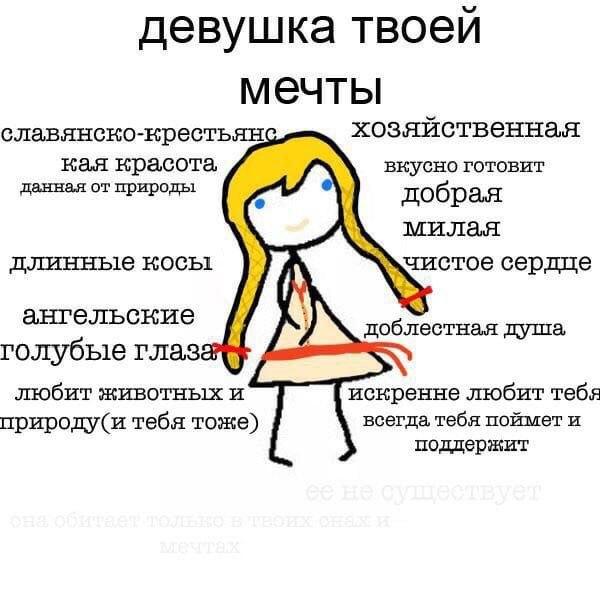 девушка твоей
мечты
славянско-крестьянс
кая красота
данная от природы
длинные косы
ангельские
голубые глаза
любит животных и
природу(и тебя тоже)
хозяйственная
вкусно готовит
добрая
милая
чистое сердце
доблестная душа
искренне любит тебя
всегда тебя поймет и
поддержит
ее не существует
она обитает только в твоих снах и
мечтах